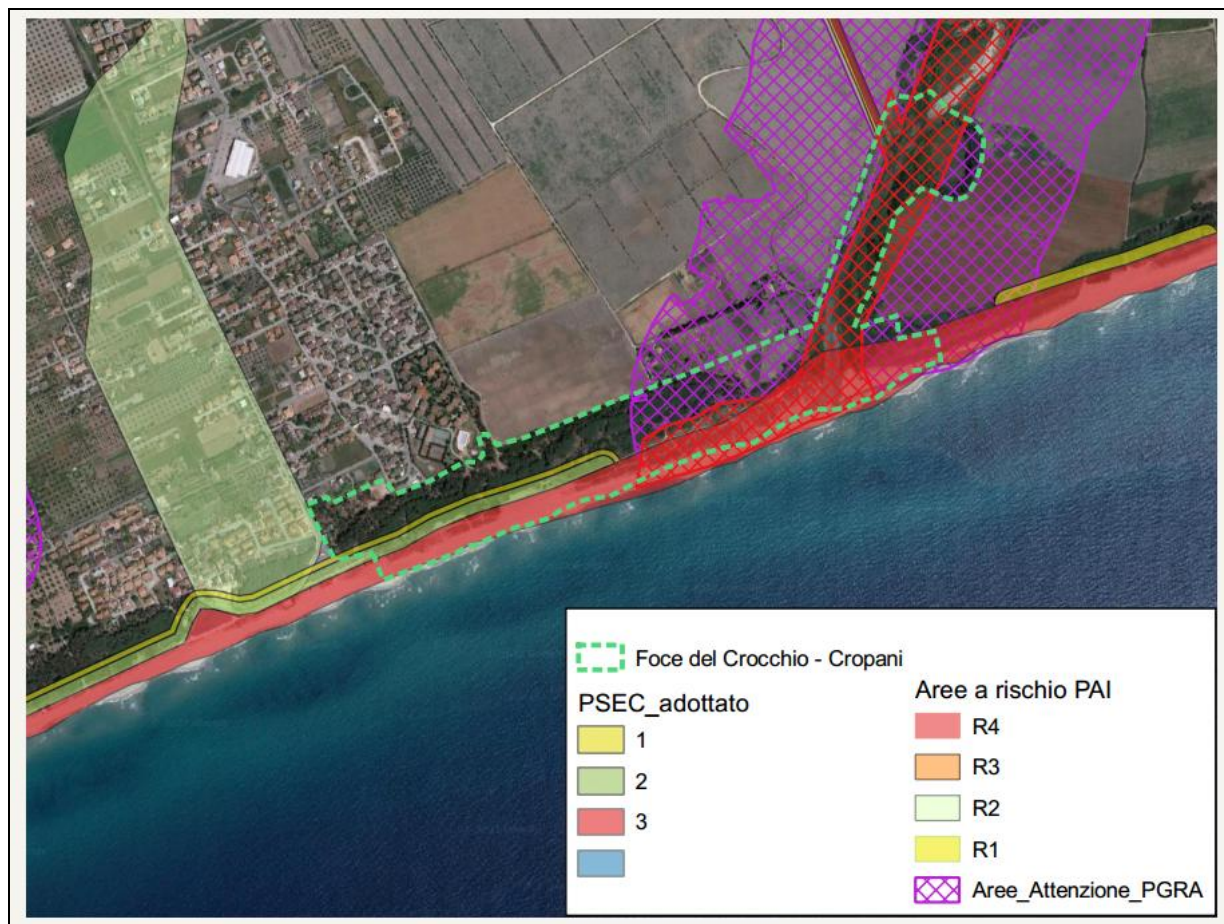 Foce del Crocchio - Cropani
PSEC_adottato
1
2
3
Aree a rischio PAI
R4
R3
R2
R1
Aree_Attenzione_PGRA